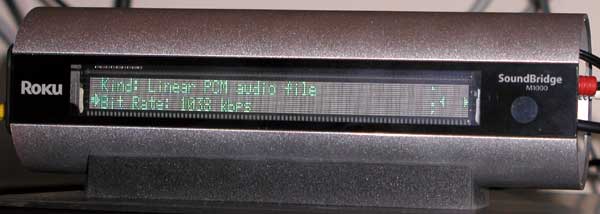 Roku
Kind: Linear PCM audio file
Bit Rate: 1038 kbps
SoundBridge
M1000